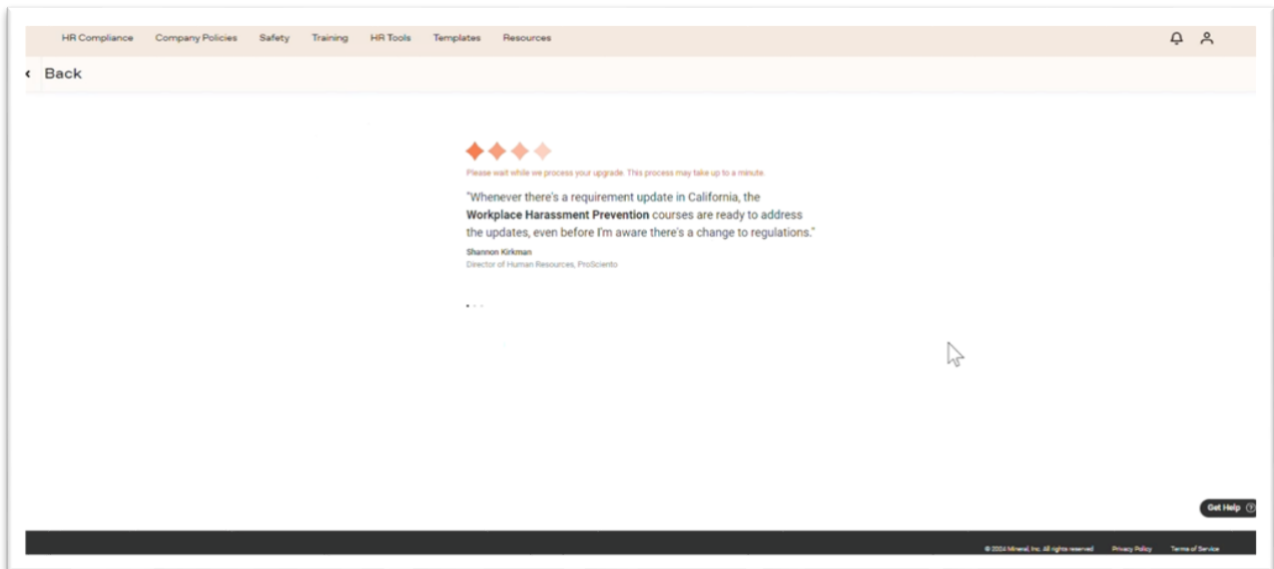 HR Compliance Company Policies Safety Training HR Tools Templates Resources
Back
Please wait while we process your upgrade. This process may take up to a minute.
"Whenever there's a requirement update in California, the
Workplace Harassment Prevention courses are ready to address
the updates, even before I'm aware there's a change to regulations."
Shannon Kirkman
Director of Human Resources, ProSciento
Get Help
© 2024 Mineral, Inc. All rights reserved Privacy Policy Terms of Service